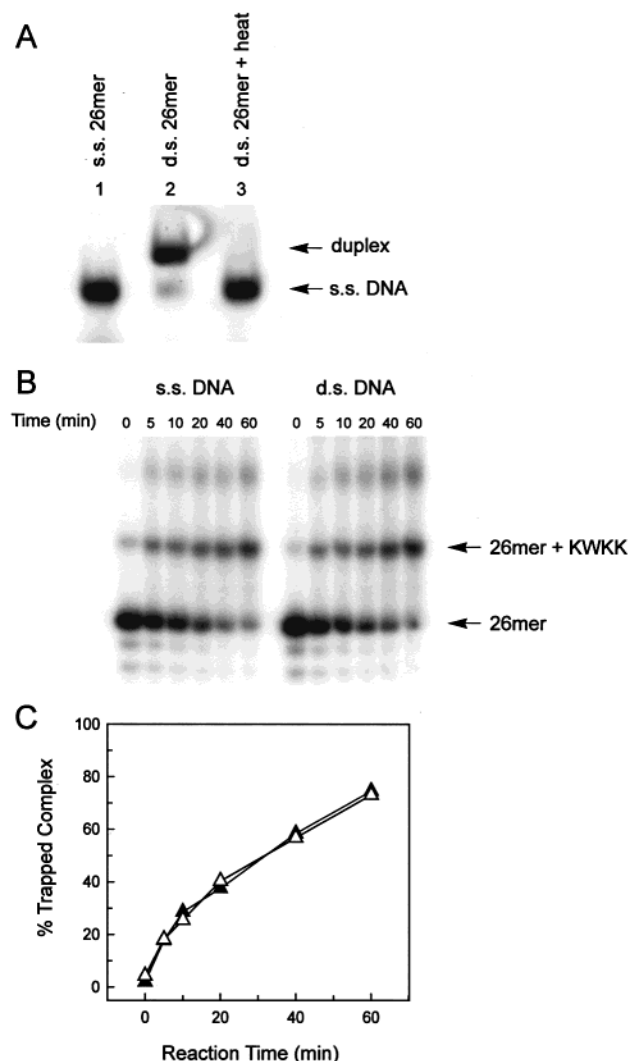 A
s.s. 26mer
d.s. 26mer
d.s. 26mer + heat
1 2 3
duplex
s.s. DNA
B
s.s. DNA d.s. DNA
Time (min) 0 5 10 20 40 60 0 5 10 20 40 60
26mer + KWKK
26mer
C
% Trapped Complex
100
80
60
40
20
0
0 20 40 60
Reaction Time (min)